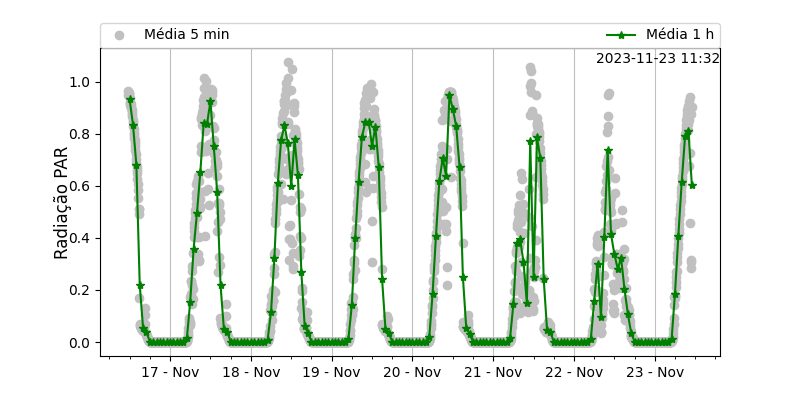 Média 5 min
Média 1 h
2023-11-23 11:32
Radiação PAR
1.0
0.8
0.6
0.4
0.2
0.0
17 - Nov
18 - Nov
19 - Nov
20 - Nov
21 - Nov
22 - Nov
23 - Nov